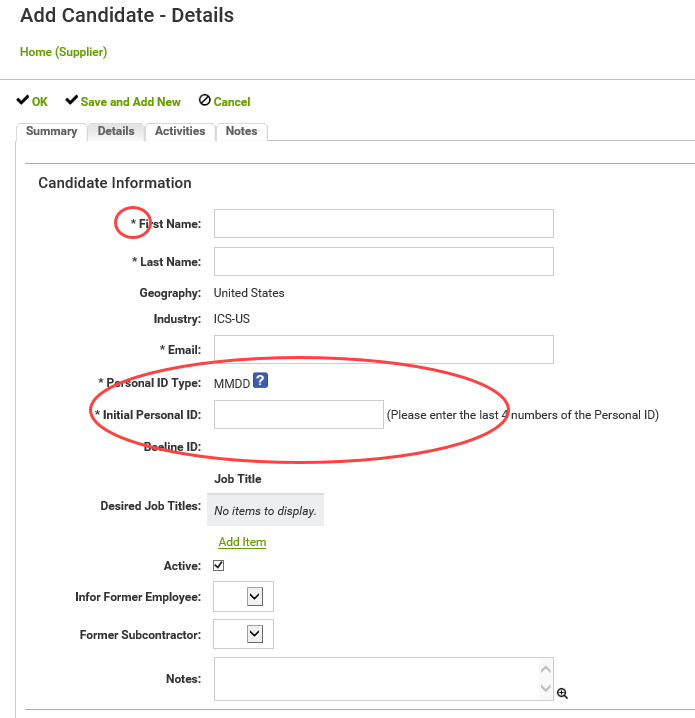 Add Candidate - Details
Home (Supplier)
OK Save and Add New Cancel
Summary Details Activities Notes
Candidate Information
* First Name:
* Last Name:
Geography: United States
Industry: ICS-US
* Email:
* Personal ID Type: MMDD ?
* Initial Personal ID: (Please enter the last 4 numbers of the Personal ID)
Beeline ID:
Job Title
Desired Job Titles: No items to display.
Add Item
Active:
Infor Former Employee:
Former Subcontractor:
Notes: